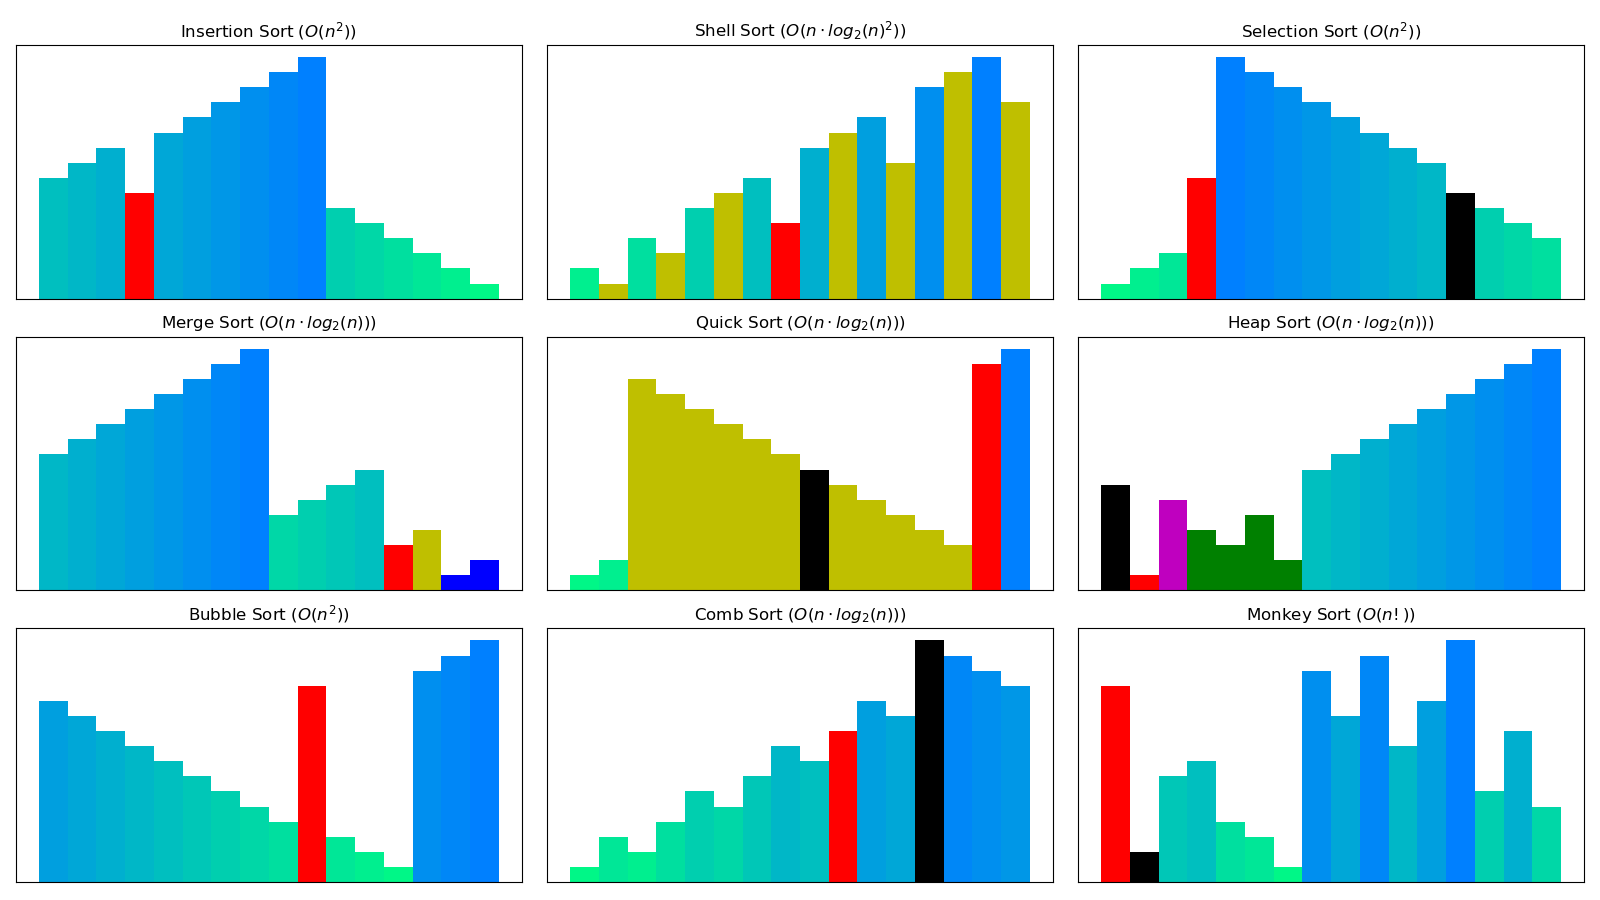 Insertion Sort (O(n²))
Shell Sort (O(n · log₂(n)²))
Selection Sort (O(n²))
Merge Sort (O(n · log₂(n)))
Quick Sort (O(n · log₂(n)))
Heap Sort (O(n · log₂(n)))
Bubble Sort (O(n²))
Comb Sort (O(n · log₂(n)))
Monkey Sort (O(n!))